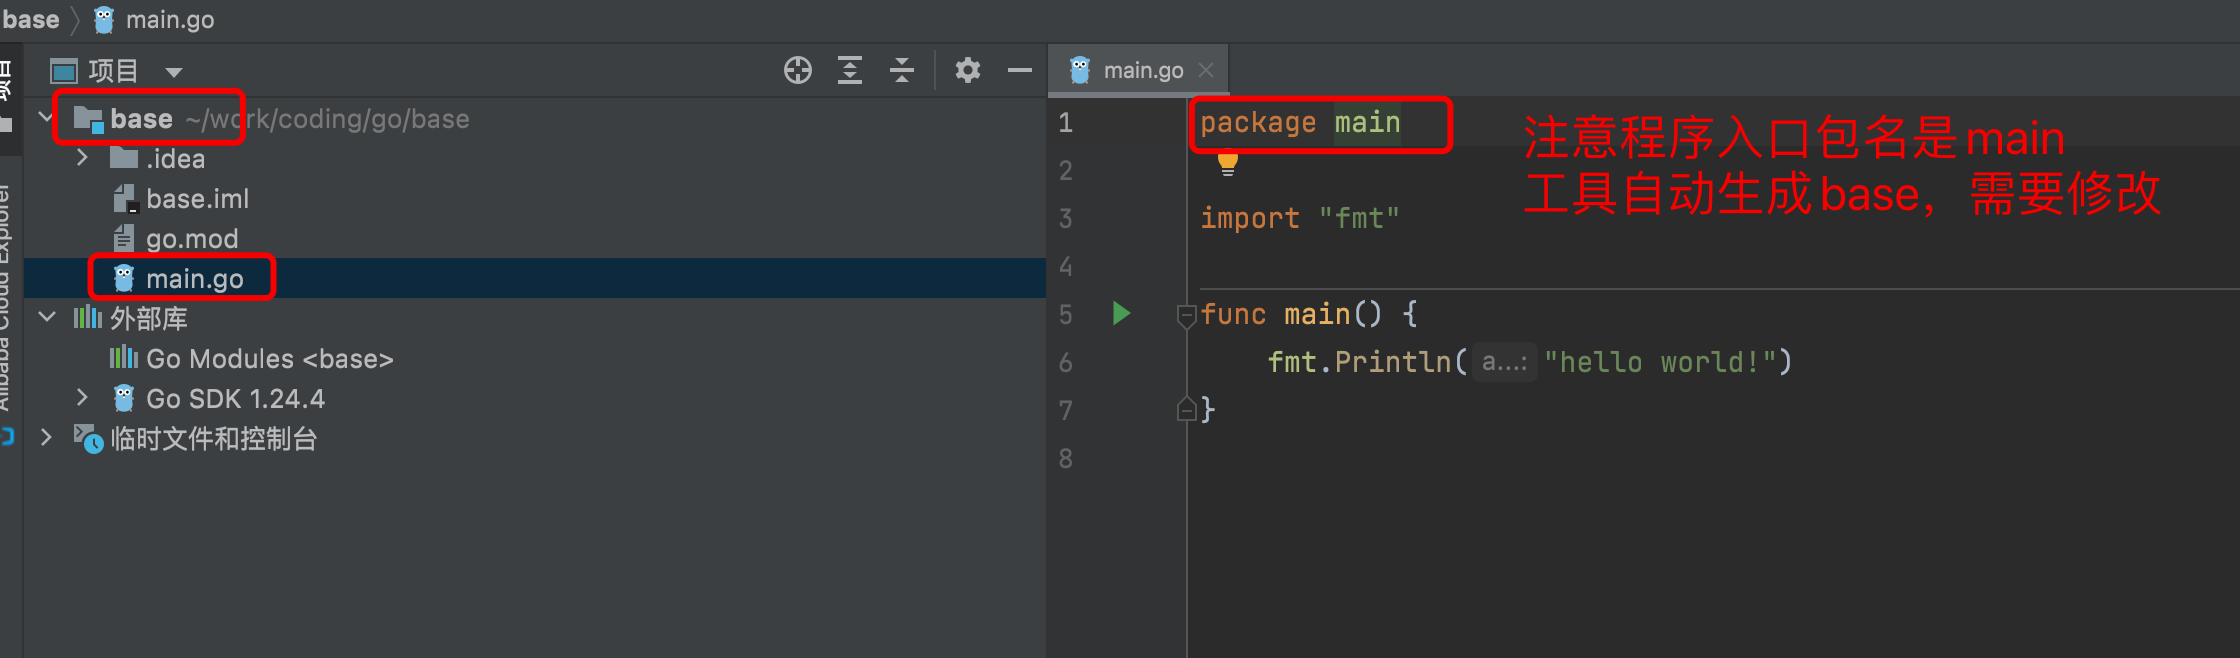 base
main.go
项目
项目
base ~/work/coding/go/base
.idea
base.iml
go.mod
main.go
外部库
Go Modules <base>
Go SDK 1.24.4
临时文件和控制台
Alibaba Cloud Explorer
main.go
1 package main
2
3 import "fmt"
4
5 func main() {
6 fmt.Println( a...: "hello world!")
7 }
8
注意程序入口包名是main
工具自动生成base，需要修改